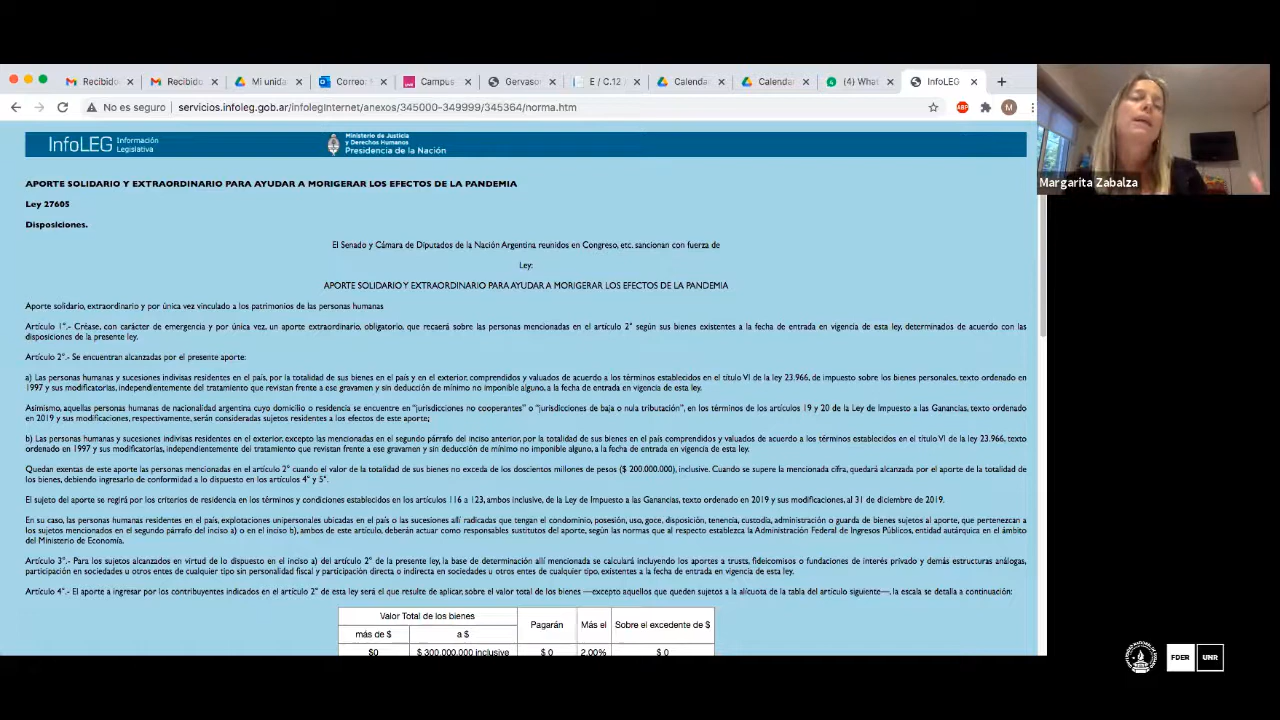 Recibido
Recibido
Mi unida
Correo:
Campus
Gervaso
E / C.12 /
Calenda
Calendar
(4) What
InfoLEG
No es seguro
servicios.infoleg.gob.ar/infolegInternet/anexos/345000-349999/345364/norma.htm
ABP
M
InfoLEG
Información
Legislativa
Ministerio de Justicia
y Derechos Humanos
Presidencia de la Nación
Margarita Zabalza
APORTE SOLIDARIO Y EXTRAORDINARIO PARA AYUDAR A MORIGERAR LOS EFECTOS DE LA PANDEMIA
Ley 27605
Disposiciones.
El Senado y Cámara de Diputados de la Nación Argentina reunidos en Congreso, etc. sancionan con fuerza de
Ley:
APORTE SOLIDARIO Y EXTRAORDINARIO PARA AYUDAR A MORIGERAR LOS EFECTOS DE LA PANDEMIA
Aporte solidario, extraordinario y por única vez vinculado a los patrimonios de las personas humanas
Artículo 1°.- Créase, con carácter de emergencia y por única vez, un aporte extraordinario, obligatorio, que recaerá sobre las personas mencionadas en el artículo 2° según sus bienes existentes a la fecha de entrada en vigencia de esta ley, determinados de acuerdo con las
disposiciones de la presente ley.
Artículo 2°.- Se encuentran alcanzadas por el presente aporte:
a) Las personas humanas y sucesiones indivisas residentes en el país, por la totalidad de sus bienes en el país y en el exterior, comprendidos y valuados de acuerdo a los términos establecidos en el título VI de la ley 23.966, de impuesto sobre los bienes personales, texto ordenado en
1997 y sus modificatorias, independientemente del tratamiento que revistan frente a ese gravamen y sin deducción de mínimo no imponible alguno, a la fecha de entrada en vigencia de esta ley.
Asimismo, aquellas personas humanas de nacionalidad argentina cuyo domicilio o residencia se encuentre en “jurisdicciones no cooperantes” o “jurisdicciones de baja o nula tributación”, en los términos de los artículos 19 y 20 de la Ley de Impuesto a las Ganancias, texto ordenado
en 2019 y sus modificaciones, respectivamente, serán consideradas sujetos residentes a los efectos de este aporte;
b) Las personas humanas y sucesiones indivisas residentes en el exterior, excepto las mencionadas en el segundo párrafo del inciso anterior, por la totalidad de sus bienes en el país comprendidos y valuados de acuerdo a los términos establecidos en el título VI de la ley 23.966, texto
ordenado en 1997 y sus modificatorias, independientemente del tratamiento que revistan frente a ese gravamen y sin deducción de mínimo no imponible alguno, a la fecha de entrada en vigencia de esta ley.
Quedan exentas de este aporte las personas mencionadas en el artículo 2° cuando el valor de la totalidad de sus bienes no exceda de los doscientos millones de pesos ($ 200.000.000), inclusive. Cuando se supere la mencionada cifra, quedará alcanzada por el aporte de la totalidad de
los bienes, debiendo ingresarlo de conformidad a lo dispuesto en los artículos 4° y 5°.
El sujeto del aporte se regirá por los criterios de residencia en los términos y condiciones establecidos en los artículos 116 a 123, ambos inclusive, de la Ley de Impuesto a las Ganancias, texto ordenado en 2019 y sus modificaciones, al 31 de diciembre de 2019.
En su caso, las personas humanas residentes en el país, explotaciones unipersonales ubicadas en el país o las sucesiones allí radicadas que tengan el condominio, posesión, uso, goce, disposición, tenencia, custodia, administración o guarda de bienes sujetos al aporte, que pertenezcan a
los sujetos mencionados en el segundo párrafo del inciso a) o en el inciso b), ambos de este artículo, deberán actuar como responsables sustitutos del aporte, según las normas que al respecto establezca la Administración Federal de Ingresos Públicos, entidad autárquica en el ámbito
del Ministerio de Economía.
Artículo 3°.- Para los sujetos alcanzados en virtud de lo dispuesto en el inciso a) del artículo 2° de la presente ley, la base de determinación allí mencionada se calculará incluyendo los aportes a trusts, fideicomisos o fundaciones de interés privado y demás estructuras análogas,
participación en sociedades u otros entes de cualquier tipo sin personalidad fiscal y participación directa o indirecta en sociedades u otros entes de cualquier tipo, existentes a la fecha de entrada en vigencia de esta ley.
Artículo 4°.- El aporte a ingresar por los contribuyentes indicados en el artículo 2° de esta ley será el que resulte de aplicar, sobre el valor total de los bienes —excepto aquellos que queden sujetos a la alícuota de la tabla del artículo siguiente—, la escala se detalla a continuación:
Valor Total de los bienes
Pagarán
Más el
Sobre el excedente de $
más de $
a $
$0
$ 300.000.000 inclusive
$ 0
2,00%
$ 0
FDER
UNR